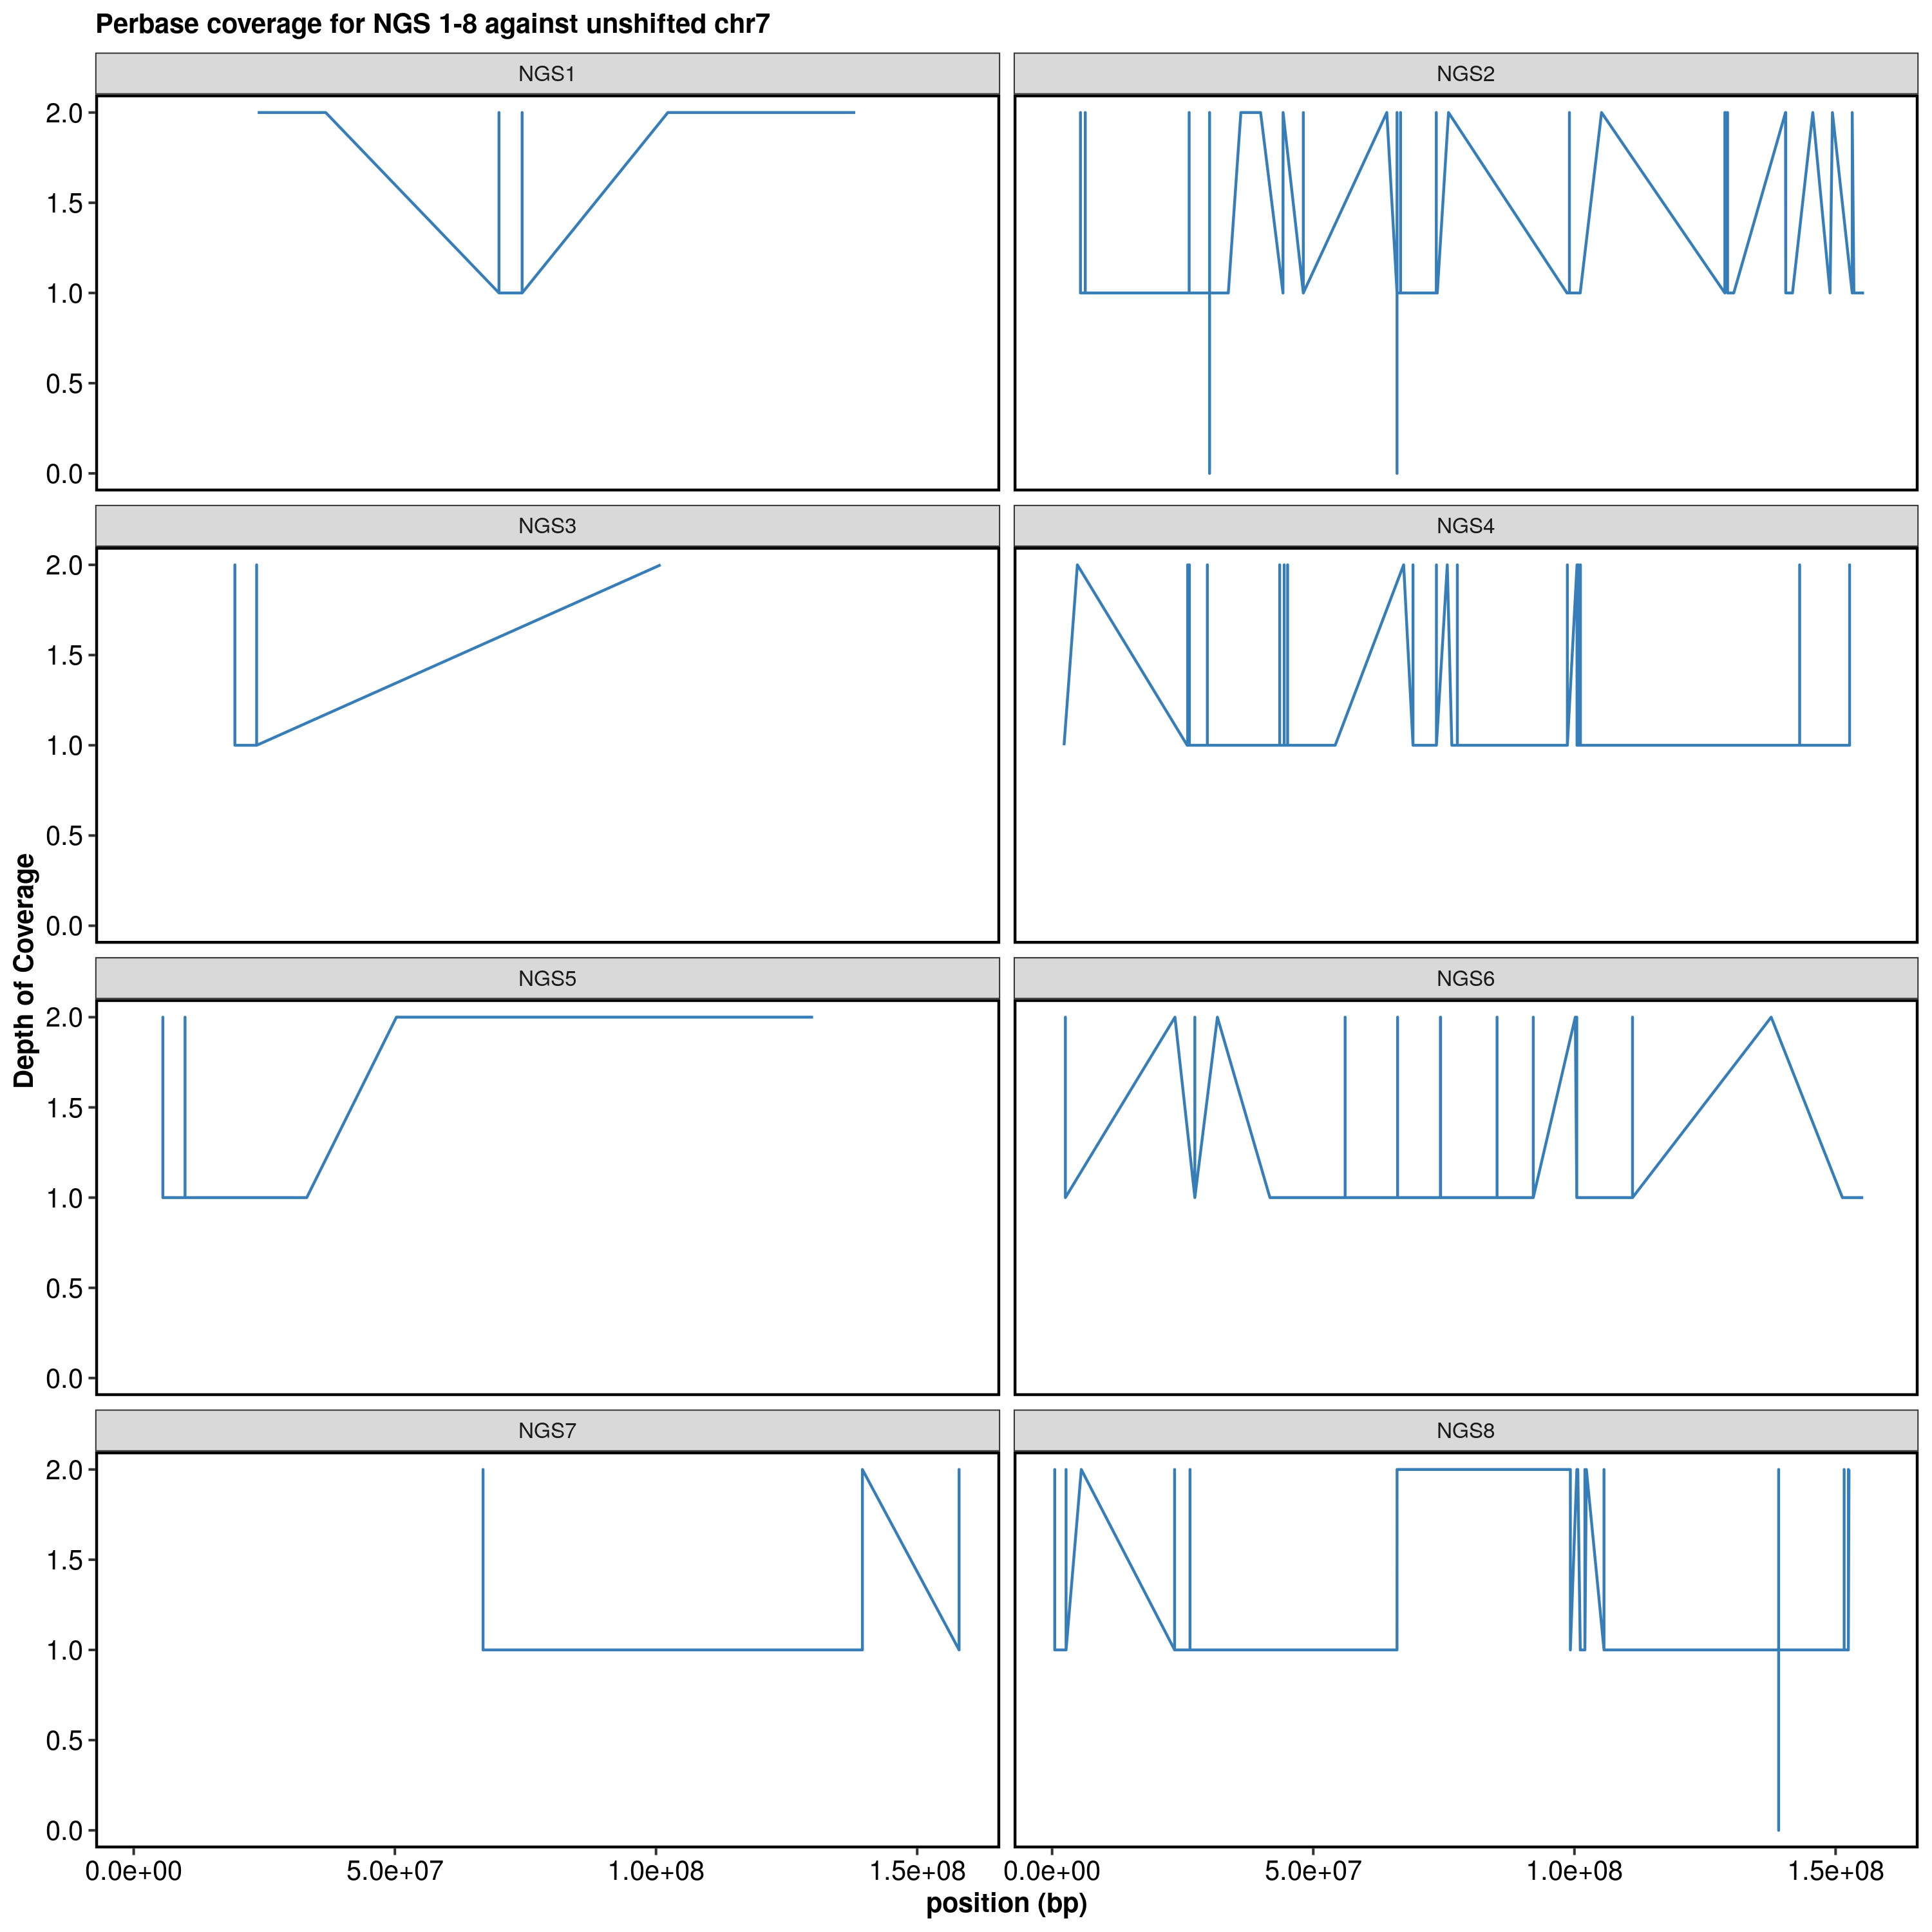 Perbase coverage for NGS 1-8 against unshifted chr7
NGS1
NGS2
2.0
1.5
1.0
0.5
0.0
NGS3
NGS4
2.0
1.5
1.0
0.5
0.0
Depth of Coverage
NGS5
NGS6
2.0
1.5
1.0
0.5
0.0
NGS7
NGS8
2.0
1.5
1.0
0.5
0.0
0.0e+00 5.0e+07 1.0e+08 1.5e+08 0.0e+00 5.0e+07 1.0e+08 1.5e+08
position (bp)